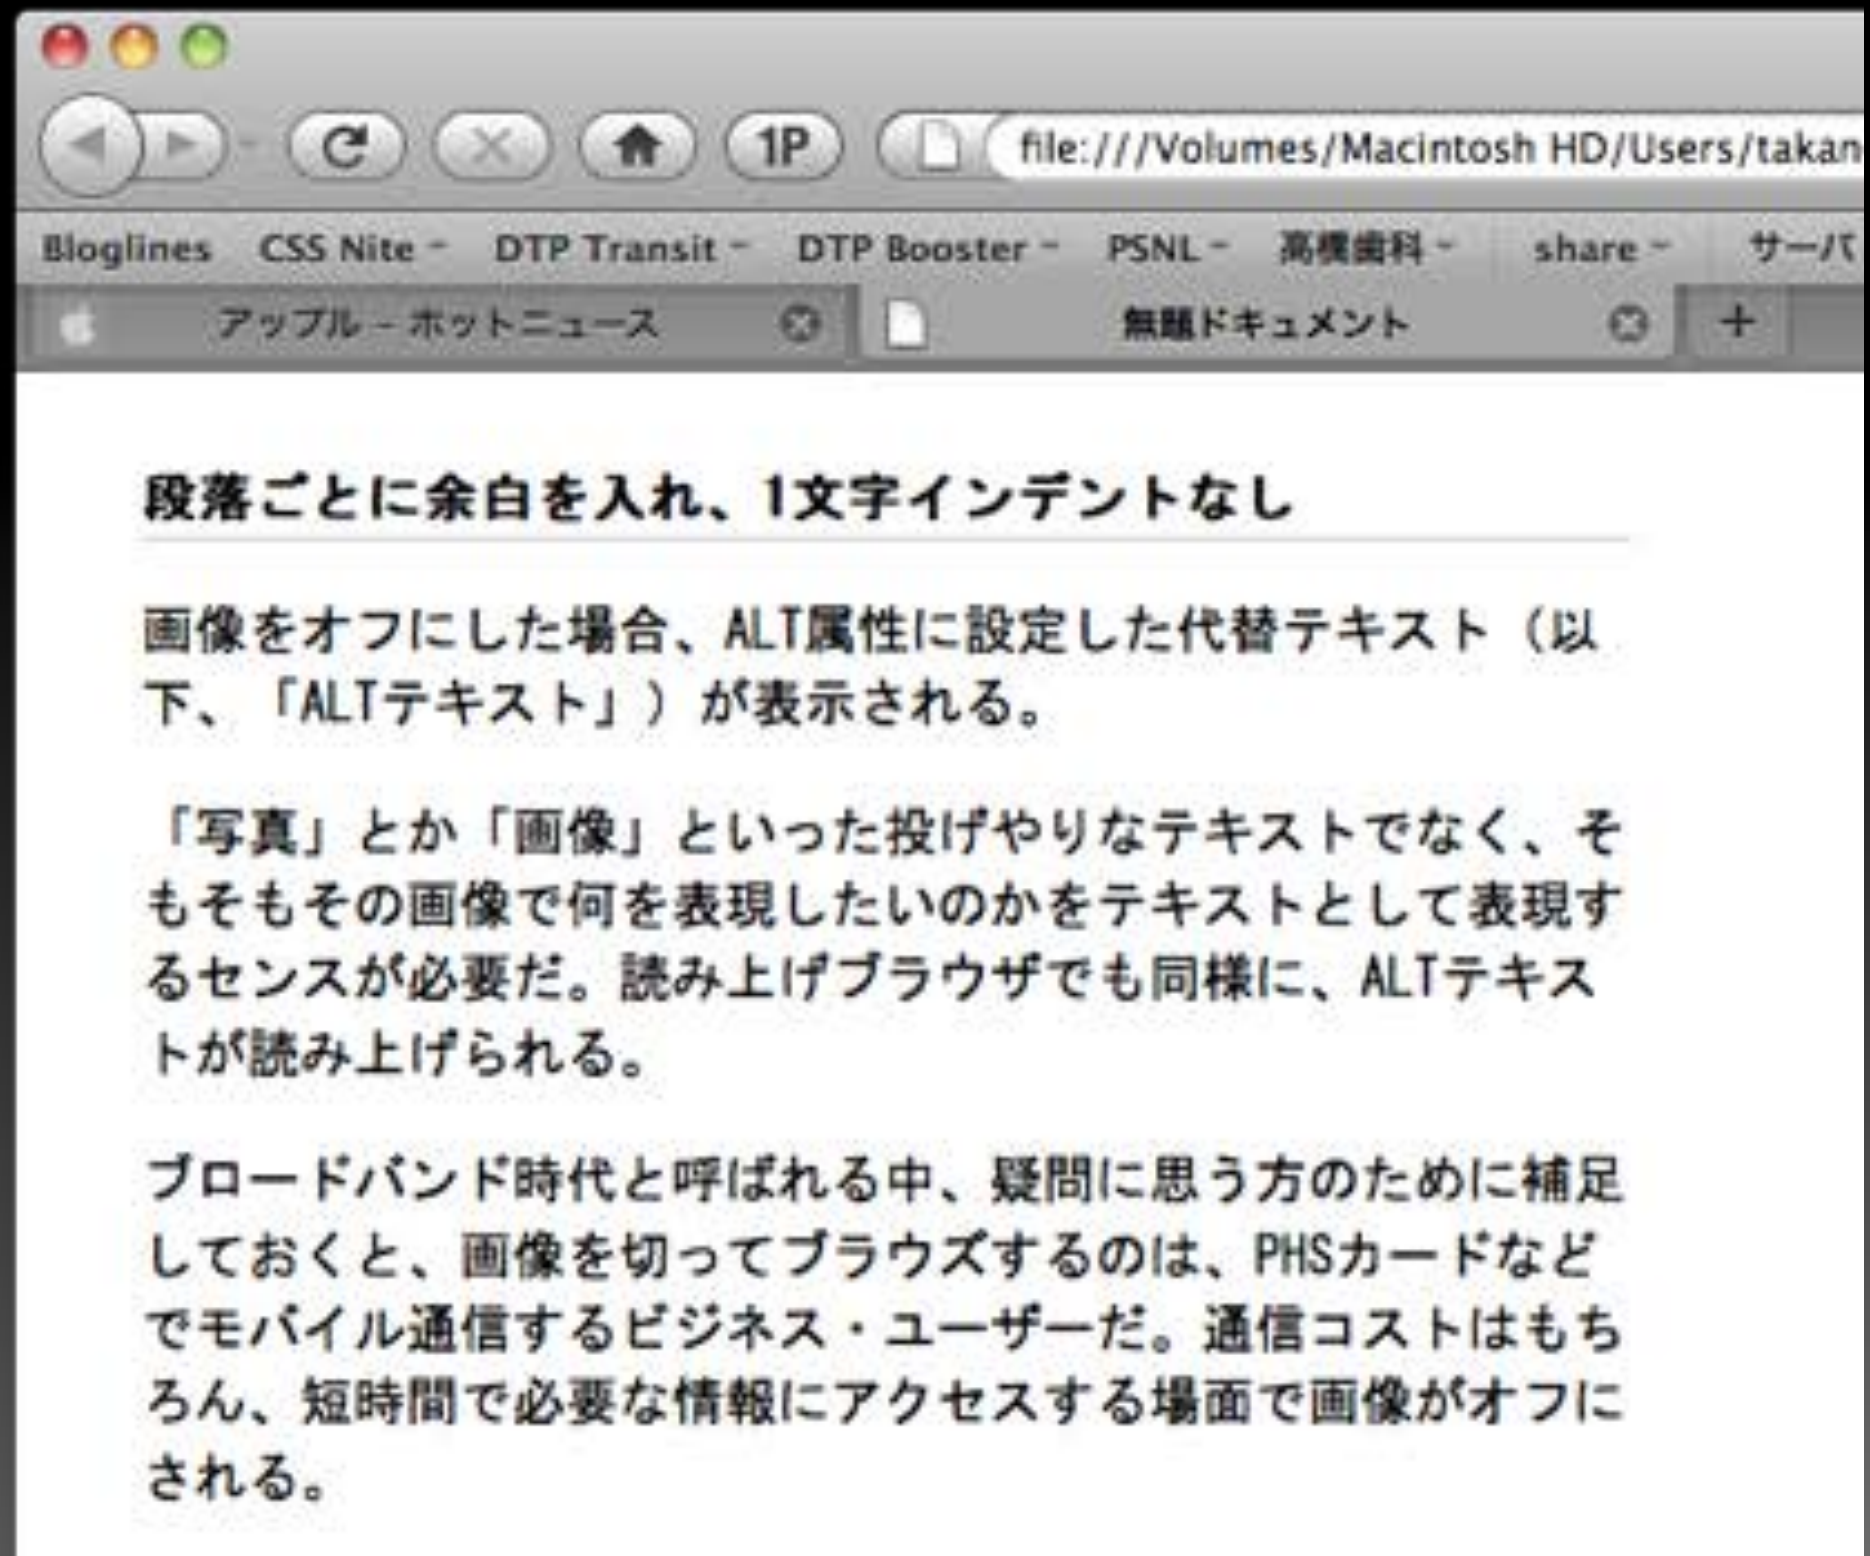 1P
file:///Volumes/Macintosh HD/Users/takan
Bloglines CSS Nite DTP Transit DTP Booster PSNL 高橋歯科 share サーバ
アップル – ホットニュース 無題ドキュメント +
段落ごとに余白を入れ、1文字インデントなし
画像をオフにした場合、ALT属性に設定した代替テキスト（以
下、「ALTテキスト」）が表示される。
「写真」とか「画像」といった投げやりなテキストでなく、そ
もそもその画像で何を表現したいのかをテキストとして表現す
るセンスが必要だ。読み上げブラウザでも同様に、ALTテキス
トが読み上げられる。
ブロードバンド時代と呼ばれる中、疑問に思う方のために補足
しておくと、画像を切ってブラウズするのは、PHSカードなど
でモバイル通信するビジネス・ユーザーだ。通信コストはもち
ろん、短時間で必要な情報にアクセスする場面で画像がオフに
される。